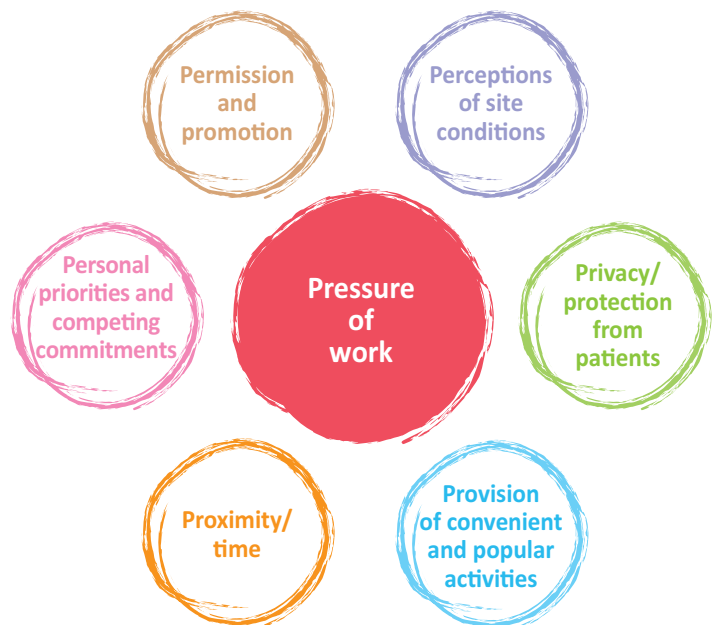 Permission
and
promotion
Perceptions
of site
conditions
Personal
priorities and
competing
commitments
Pressure
of
work
Privacy/
protection
from
patients
Proximity/
time
Provision
of convenient
and popular
activities